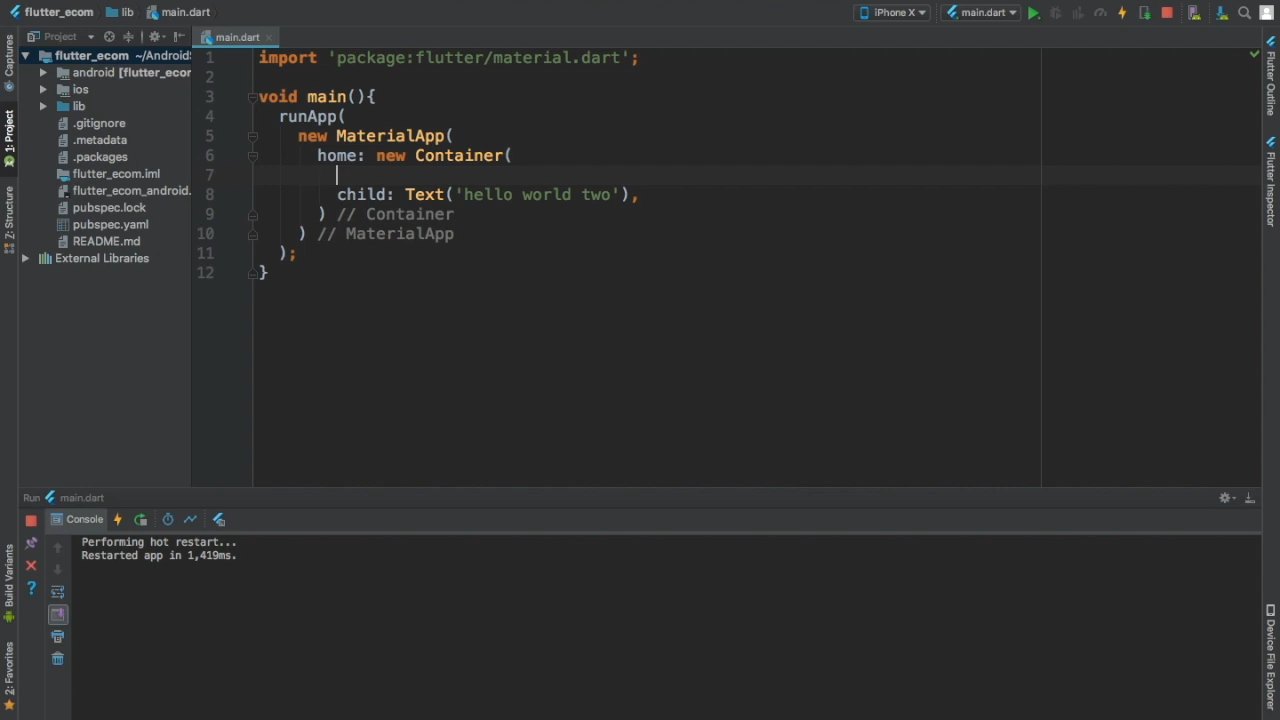 flutter_ecom lib main.dart iPhone X main.dart
Project main.dart
Captures
1: Project
Z: Structure
Build Variants
2: Favorites
flutter_ecom ~/AndroidS
android [flutter_ecor
ios
lib
.gitignore
.metadata
.packages
flutter_ecom.iml
flutter_ecom_android.
pubspec.lock
pubspec.yaml
README.md
External Libraries
1 import 'package:flutter/material.dart';
2
3 void main(){
4 runApp(
5 new MaterialApp(
6 home: new Container(
7
8 child: Text('hello world two'),
9 ) // Container
10 ) // MaterialApp
11 );
12 }
Flutter Outline
Flutter Inspector
Device File Explorer
Run main.dart
Console
Performing hot restart...
Restarted app in 1,419ms.